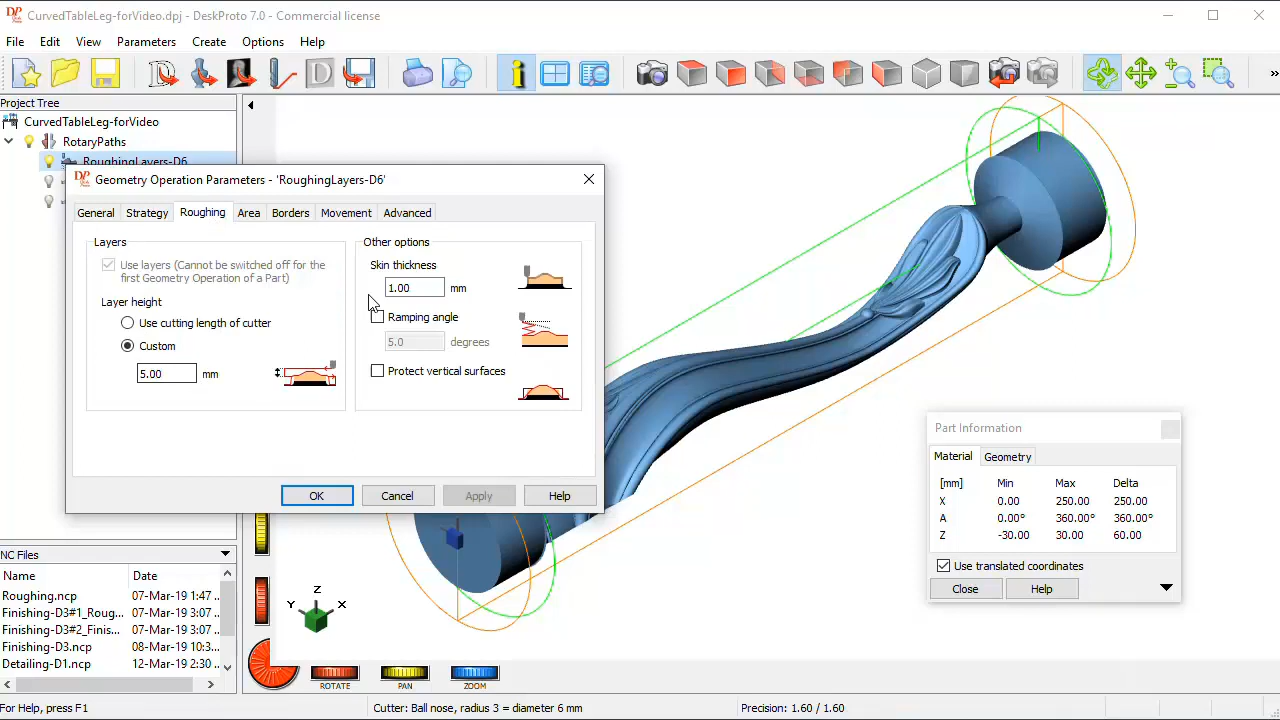 CurvedTableLeg-forVideo.dpj - DeskProto 7.0 - Commercial license
File Edit View Parameters Create Options Help
Project Tree
CurvedTableLeg-forVideo
RotaryPaths
RoughingLayers-D6
Geometry Operation Parameters - 'RoughingLayers-D6'
General Strategy Roughing Area Borders Movement Advanced
Layers
Use layers (Cannot be switched off for the
first Geometry Operation of a Part)
Layer height
Use cutting length of cutter
Custom
5.00 mm
Other options
Skin thickness
1.00 mm
Ramping angle
5.0 degrees
Protect vertical surfaces
OK Cancel Apply Help
Part Information
Material Geometry
[mm] Min Max Delta
X 0.00 250.00 250.00
A 0.00° 360.00° 360.00°
Z -30.00 30.00 60.00
Use translated coordinates
Close Help
NC Files
Name Date
Roughing.ncp 07-Mar-19 1:47
Finishing-D3#1_Roug... 07-Mar-19 3:07
Finishing-D3#2_Finis... 07-Mar-19 3:07
Finishing-D3.ncp 08-Mar-19 10:3
Detailing-D1.ncp 12-Mar-19 2:30
Z
Y X
ROTATE PAN ZOOM
For Help, press F1 Cutter: Ball nose, radius 3 = diameter 6 mm Precision: 1.60 / 1.60